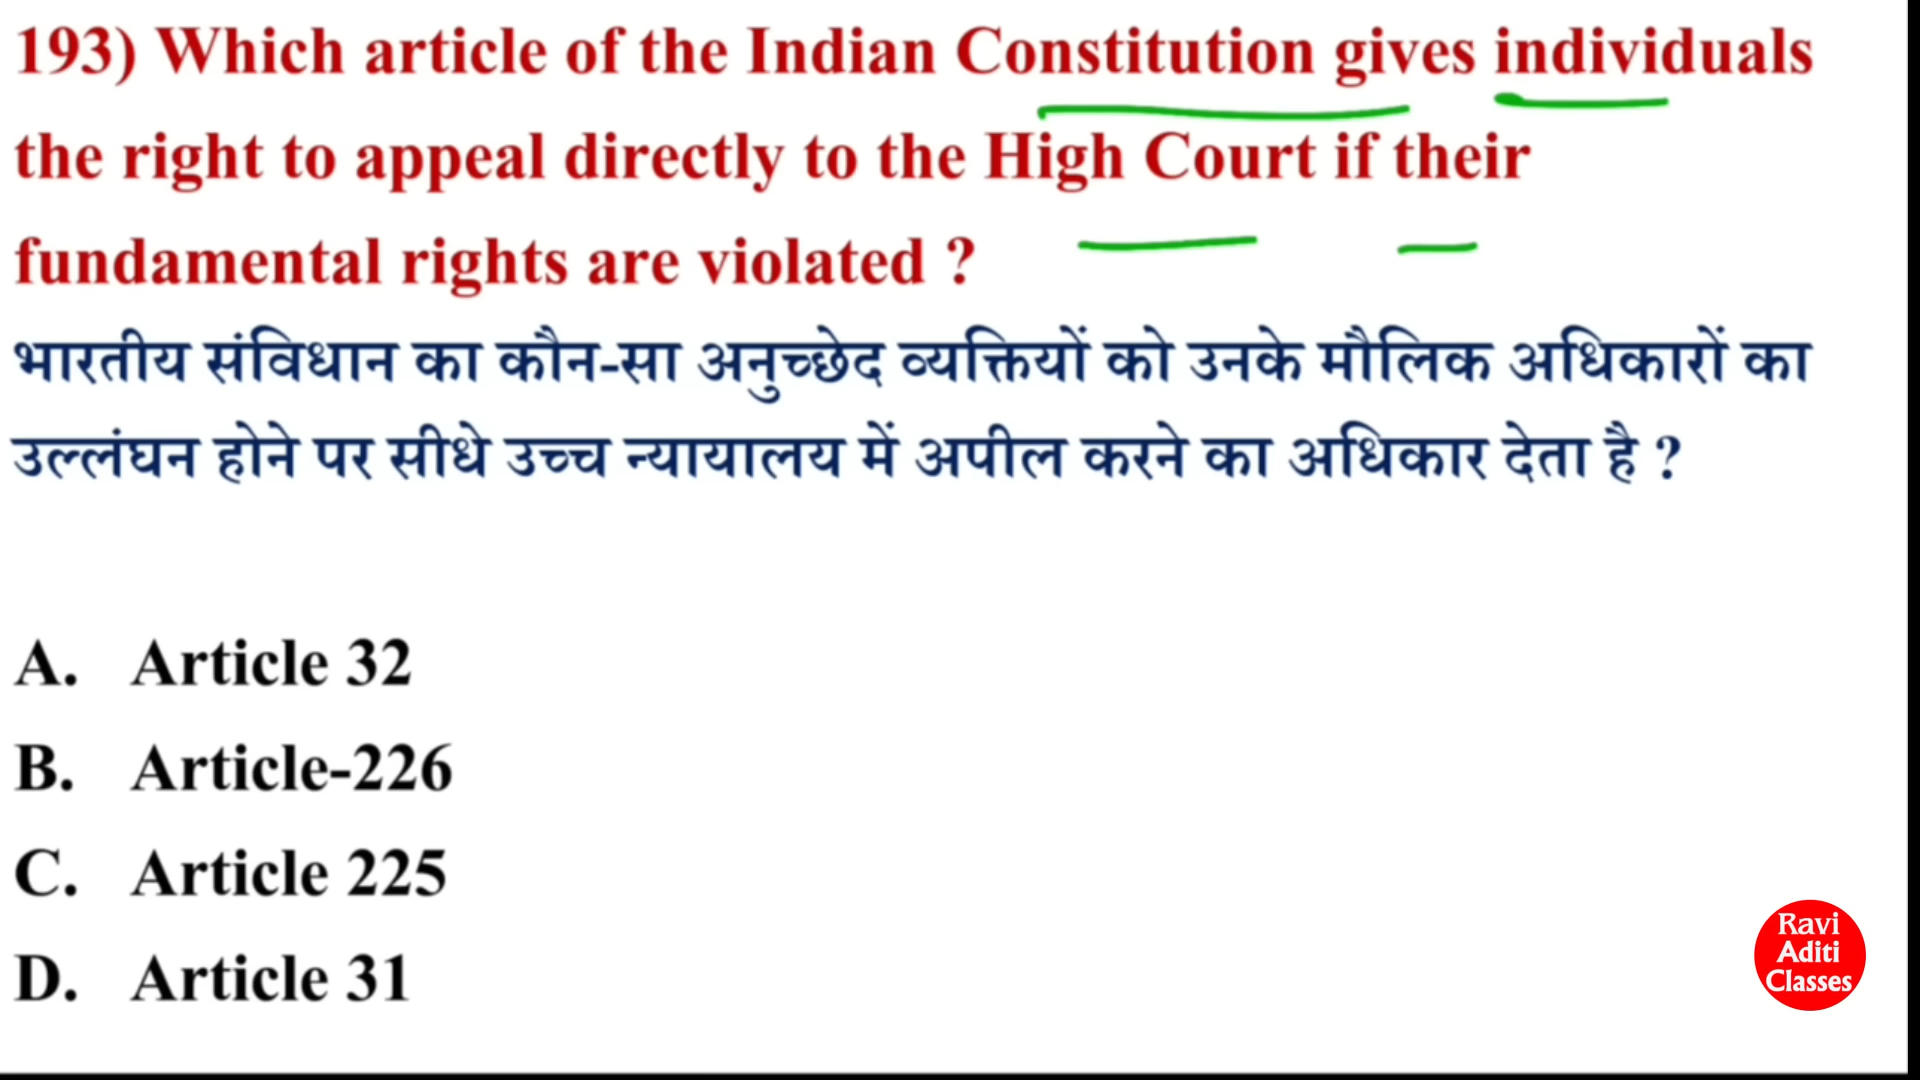 193) Which article of the Indian Constitution gives individuals
the right to appeal directly to the High Court if their
fundamental rights are violated ?
भारतीय संविधान का कौन-सा अनुच्छेद व्यक्तियों को उनके मौलिक अधिकारों का
उल्लंघन होने पर सीधे उच्च न्यायालय में अपील करने का अधिकार देता है ?
A. Article 32
B. Article-226
C. Article 225
D. Article 31
Ravi
Aditi
Classes